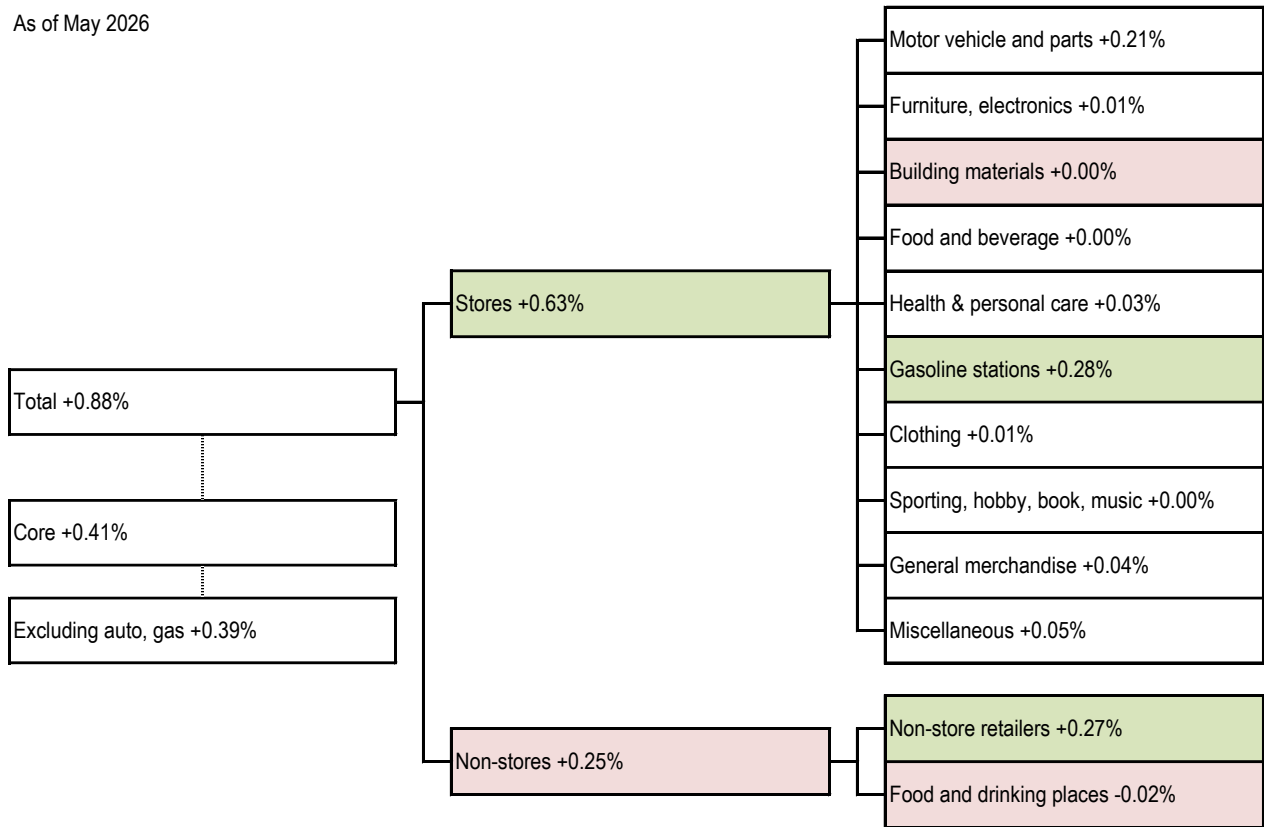 As of May 2026
Total +0.88%
Core +0.41%
Excluding auto, gas +0.39%
Stores +0.63%
Non-stores +0.25%
Motor vehicle and parts +0.21%
Furniture, electronics +0.01%
Building materials +0.00%
Food and beverage +0.00%
Health & personal care +0.03%
Gasoline stations +0.28%
Clothing +0.01%
Sporting, hobby, book, music +0.00%
General merchandise +0.04%
Miscellaneous +0.05%
Non-store retailers +0.27%
Food and drinking places -0.02%